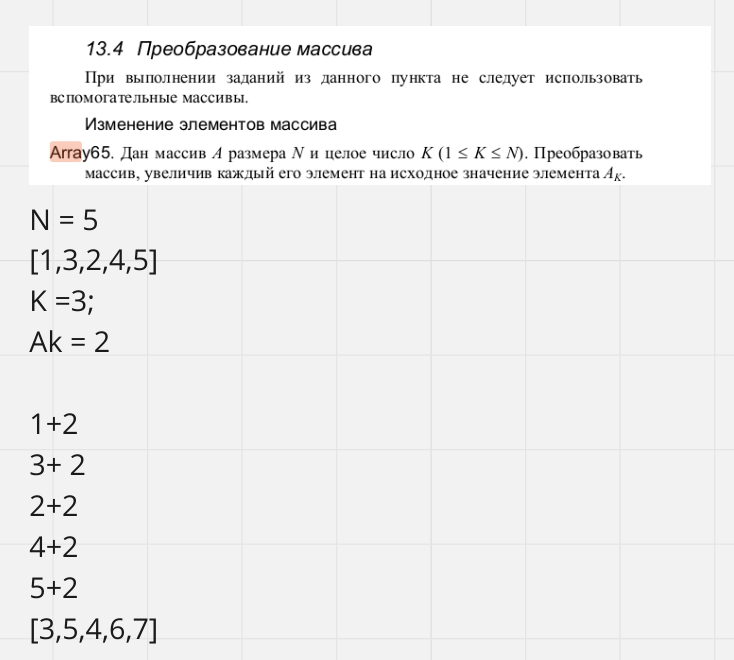 13.4 Преобразование массива
При выполнении заданий из данного пункта не следует использовать
вспомогательные массивы.
Изменение элементов массива
Array65. Дан массив A размера N и целое число K (1 ≤ K ≤ N). Преобразовать
массив, увеличив каждый его элемент на исходное значение элемента A_K.
N = 5
[1,3,2,4,5]
K =3;
Ak = 2
1+2
3+ 2
2+2
4+2
5+2
[3,5,4,6,7]